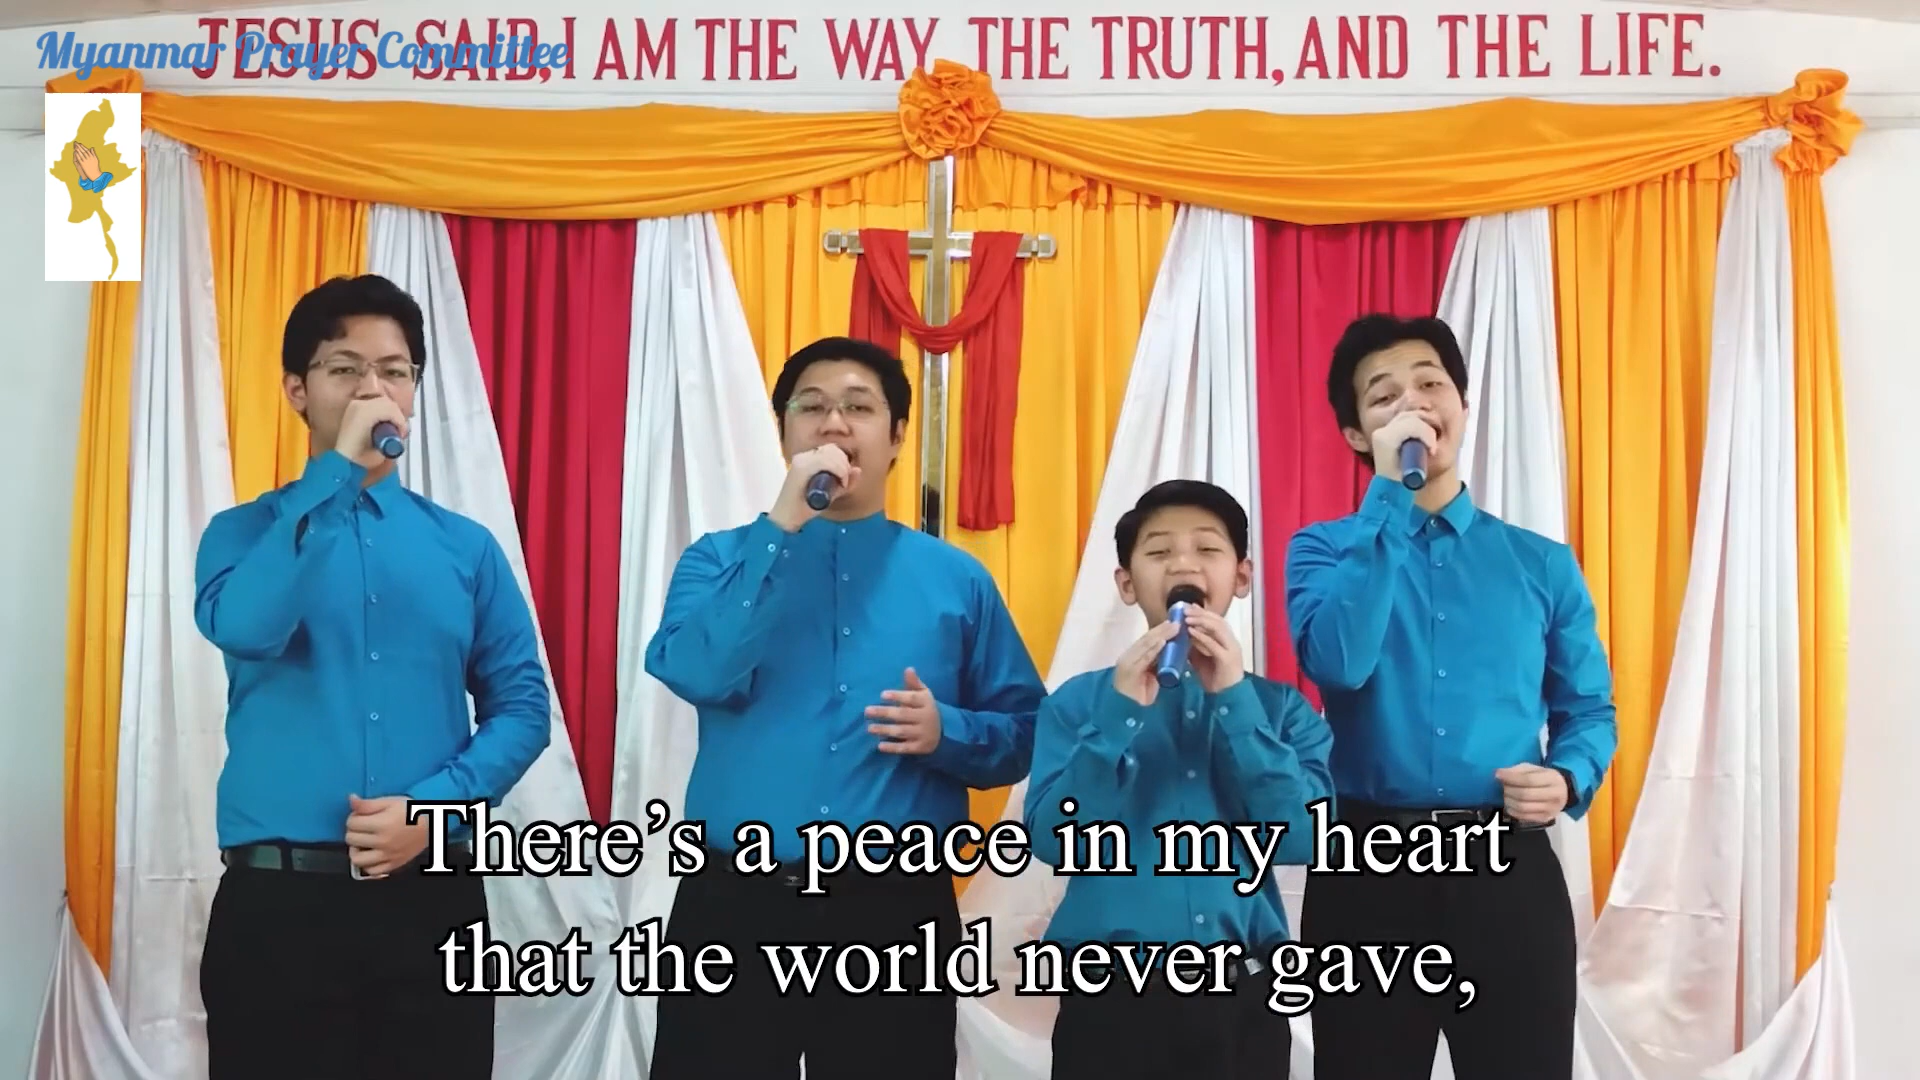 Myanmar Prayer Committee
JESUS SAID, I AM THE WAY THE TRUTH, AND THE LIFE.
There’s a peace in my heart
that the world never gave,